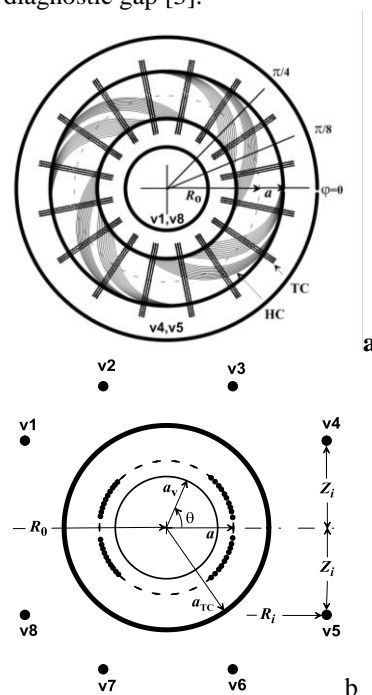 diagnostic gap [3].
π/4
π/8
R₀
a
φ=0
v1,v8
TC
HC
v4,v5
a
v2
v3
v1
v4
aᵥ
Zᵢ
θ
R₀
a
Zᵢ
a_TC
Rᵢ
v8
v5
v7
v6
b